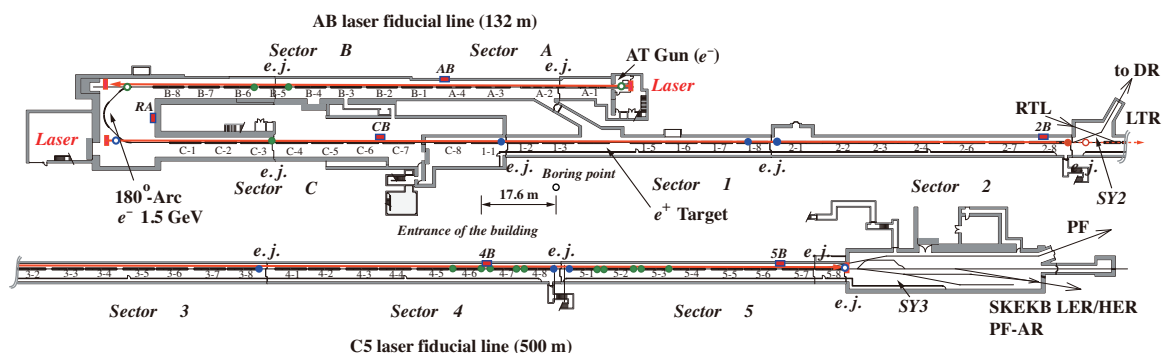 AB laser fiducial line (132 m)
Sector B
Sector A
e. j.
AB
e.j.
AT Gun (e⁻)
Laser
B-8 B-7 B-6 B-5 B-4 B-3 B-2 B-1 A-4 A-3 A-2 A-1
RA
to DR
RTL
LTR
Laser
CB
2B
C-1 C-2 C-3 C-4 C-5 C-6 C-7 C-8 1-1 1-2 1-3 1-5 1-6 1-7 1-8 2-1 2-2 2-3 2-4 2-5 2-6 2-7 2-8
e. j.
e.j.
e.j.
e. j.
SY2
180°-Arc
e⁻ 1.5 GeV
Sector C
Boring point
17.6 m
Sector 1
Sector 2
e⁺ Target
Entrance of the building
PF
e.j.
4B
e.j.
5B
e.j.
3-2 3-3 3-4 3-5 3-6 3-7 3-8 4-1 4-2 4-3 4-4 4-5 4-6 4-7 4-8 5-1 5-2 5-3 5-4 5-5 5-6 5-7 5-8
e.j.
SY3
Sector 3
Sector 4
Sector 5
SKEKB LER/HER
PF-AR
C5 laser fiducial line (500 m)